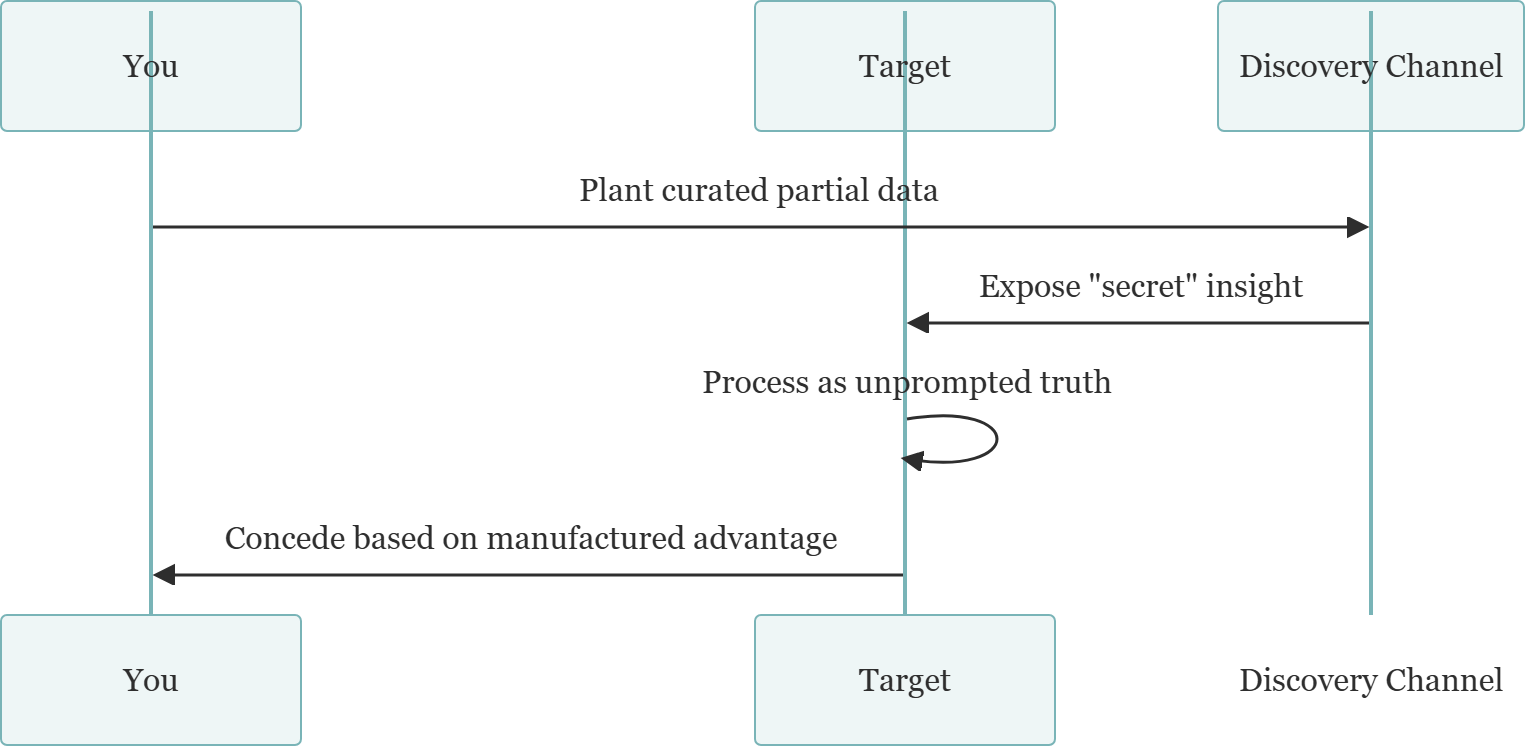 You
Target
Discovery Channel
Plant curated partial data
Expose "secret" insight
Process as unprompted truth
Concede based on manufactured advantage
You
Target
Discovery Channel